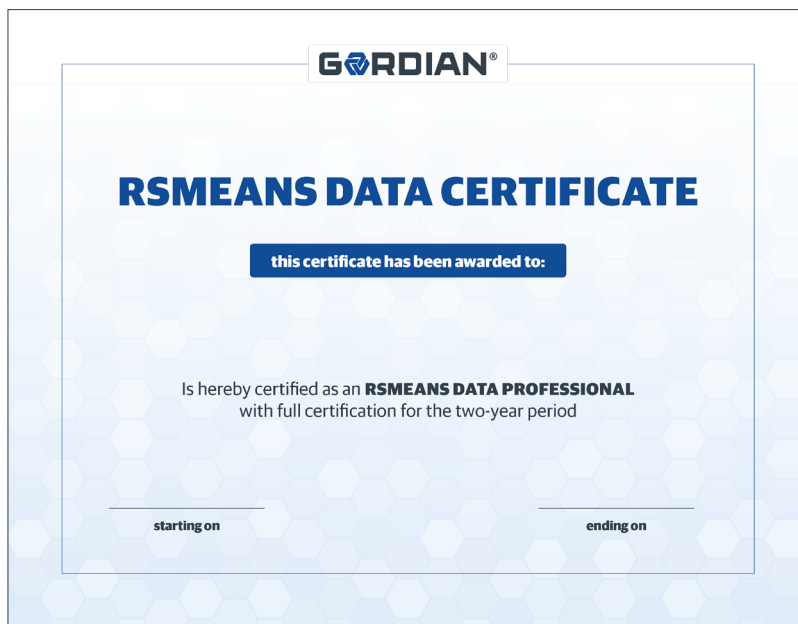 GORDIAN®
RSMEANS DATA CERTIFICATE
this certificate has been awarded to:
Is hereby certified as an RSMEANS DATA PROFESSIONAL
with full certification for the two-year period
starting on
ending on